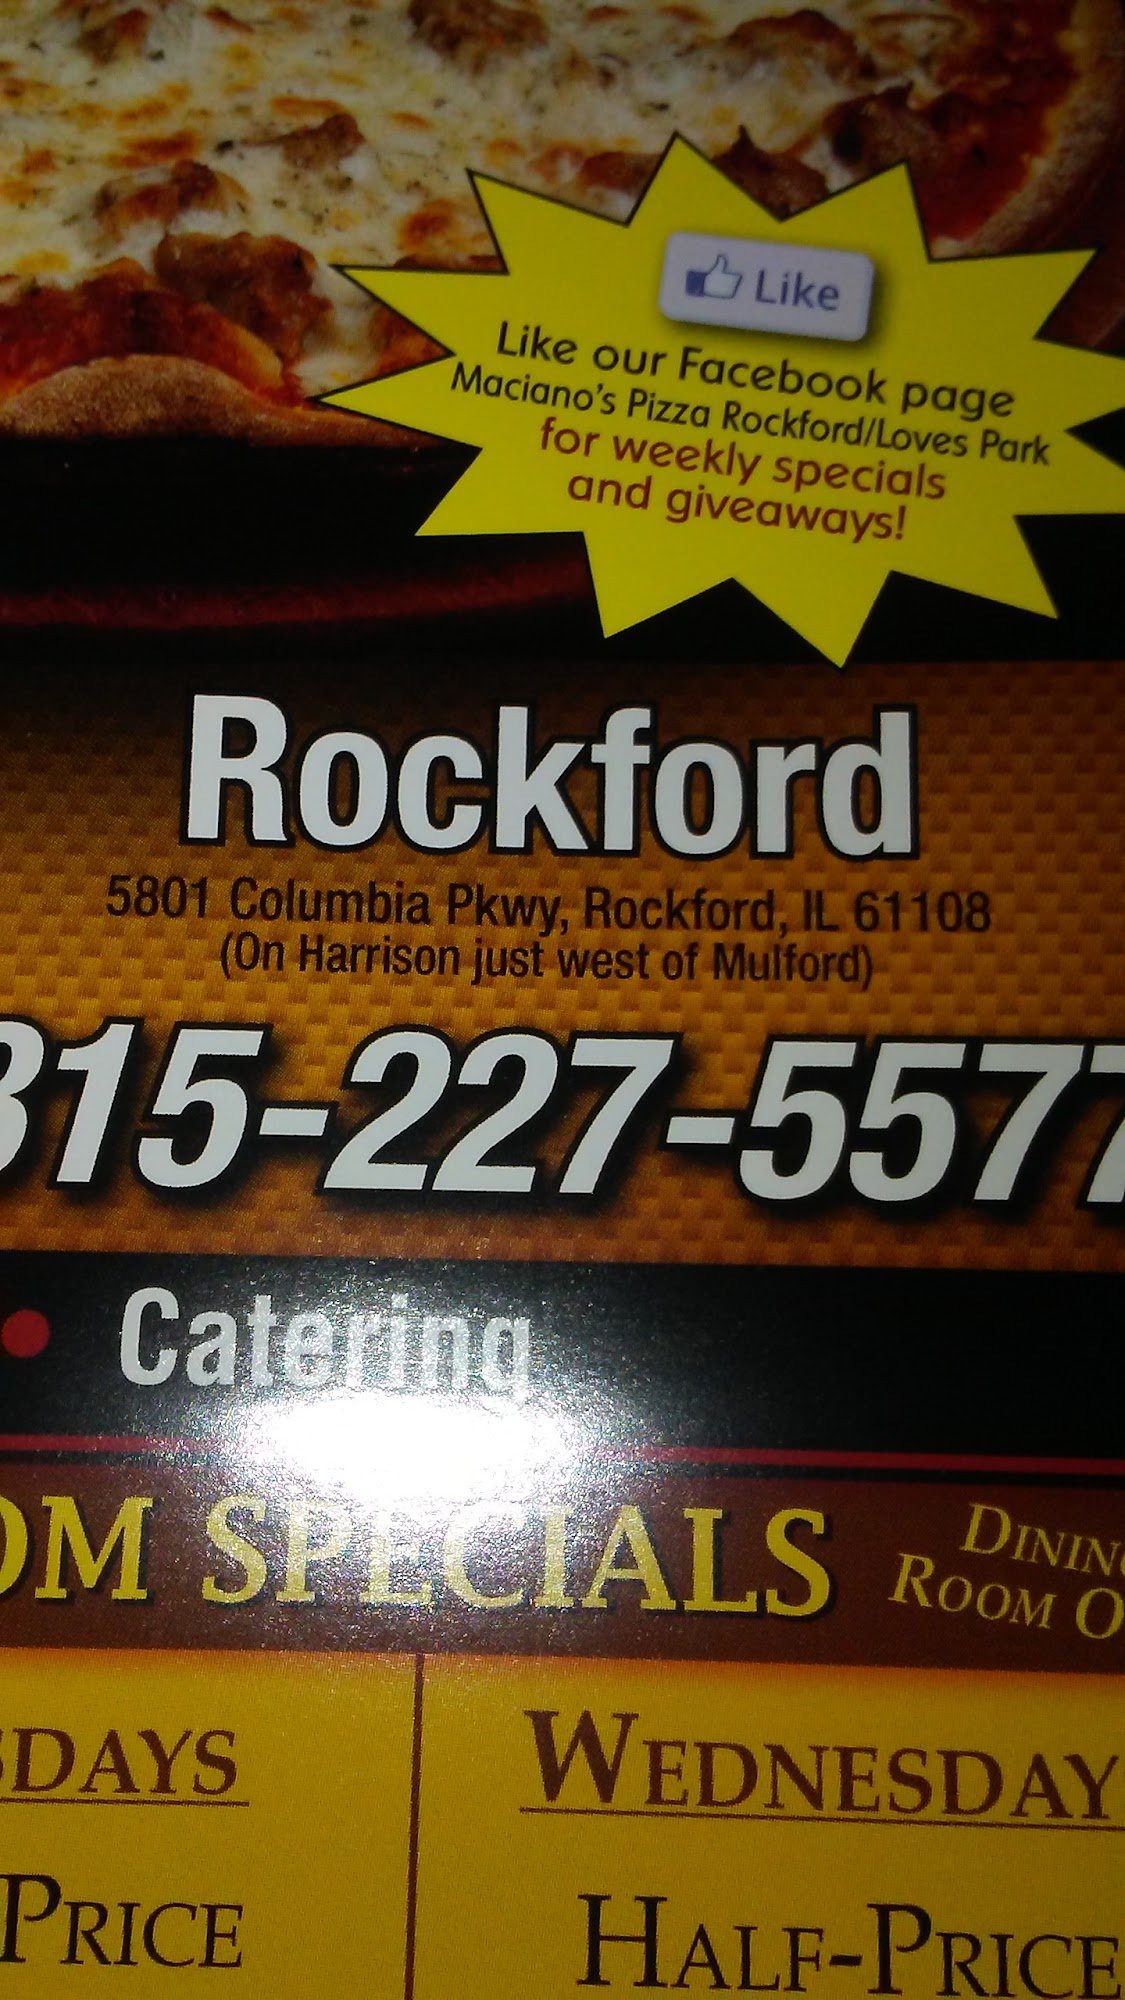 Like
Like our Facebook page
Maciano's Pizza Rockford/Loves Park
for weekly specials
and giveaways!
Rockford
5801 Columbia Pkwy, Rockford, IL 61108
(On Harrison just west of Mulford)
815-227-5577
• Catering
OM SPECIALS
DINING
ROOM O
SDAYS
WEDNESDAY
PRICE
HALF-PRICE